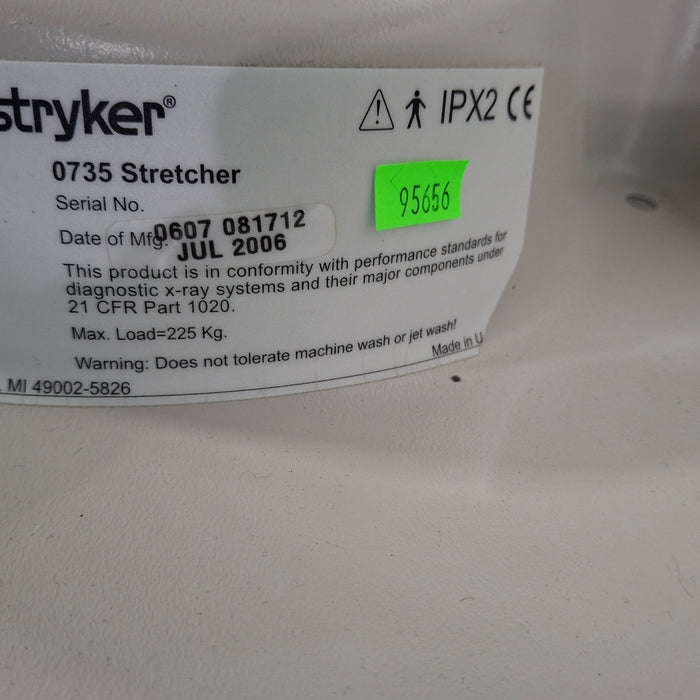 stryker®
IPX2 CE
0735 Stretcher
95656
Serial No.
0607 081712
Date of Mfg.
JUL 2006
This product is in conformity with performance standards for
diagnostic x-ray systems and their major components under
21 CFR Part 1020.
Max. Load=225 Kg.
Warning: Does not tolerate machine wash or jet wash!
Made in U
, MI 49002-5826